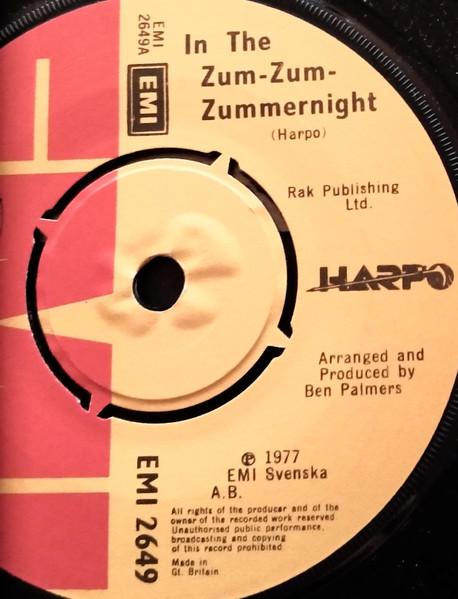 EMI
2649A
EMI
In The
Zum-Zum-
Zummernight
(Harpo)
Rak Publishing
Ltd.
HARPO
Arranged and
Produced by
Ben Palmers
℗ 1977
EMI Svenska
A.B.
All rights of the producer and of the
owner of the recorded work reserved
Unauthorised public performance,
broadcasting and copying
of this record prohibited
Made in
Gt. Britain
EMI 2649